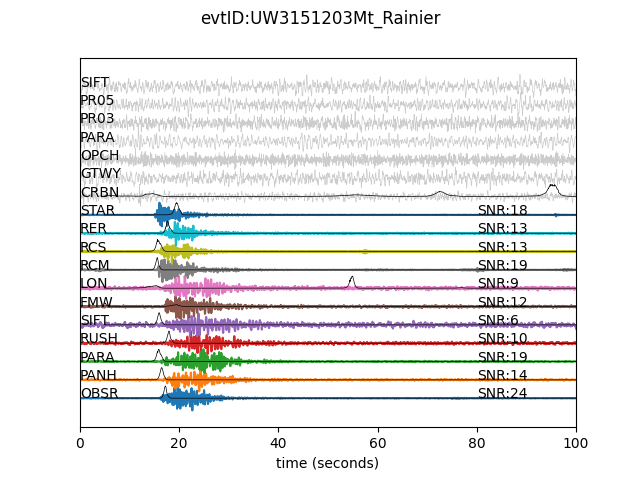 evtID:UW3151203Mt_Rainier
SIFT
PR05
PR03
PARA
OPCH
GTWY
CRBN
STAR SNR:18
RER SNR:13
RCS SNR:13
RCM SNR:19
LON SNR:9
FMW SNR:12
SIFT SNR:6
RUSH SNR:10
PARA SNR:19
PANH SNR:14
OBSR SNR:24
0 20 40 60 80 100
time (seconds)